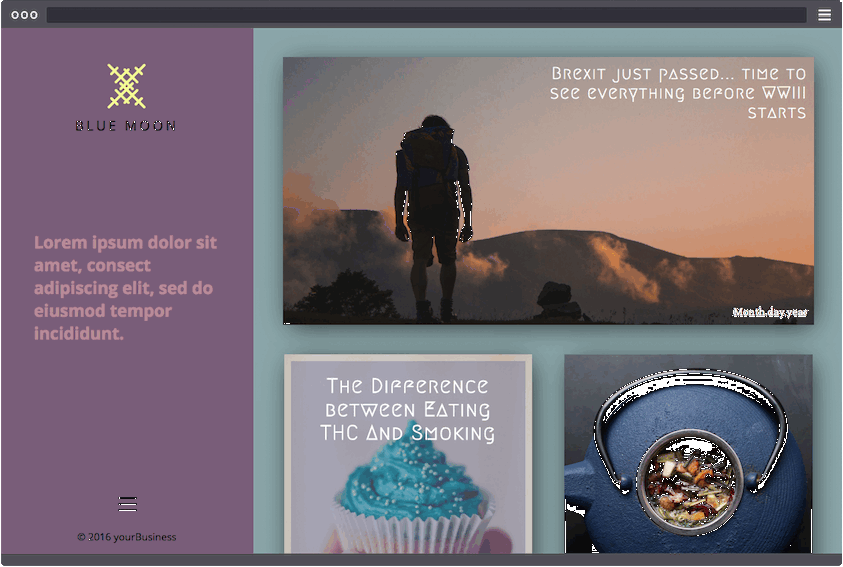 BLUE MOON
Lorem ipsum dolor sit
amet, consect
adipiscing elit, sed do
eiusmod tempor
incididunt.
© 2016 yourBusiness
Brexit just passed... time to
see everything before WWIII
starts
Month day, year
The Difference
between Eating
THC And Smoking